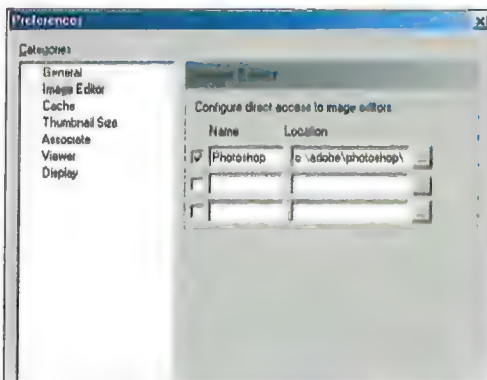 Preferences
Categories
General
Image Editor
Cache
Thumbnail Size
Associate
Viewer
Display
Editor
Configure direct access to image editors
Name Location
Photoshop c:\adobe\photoshop\ ...
...
...